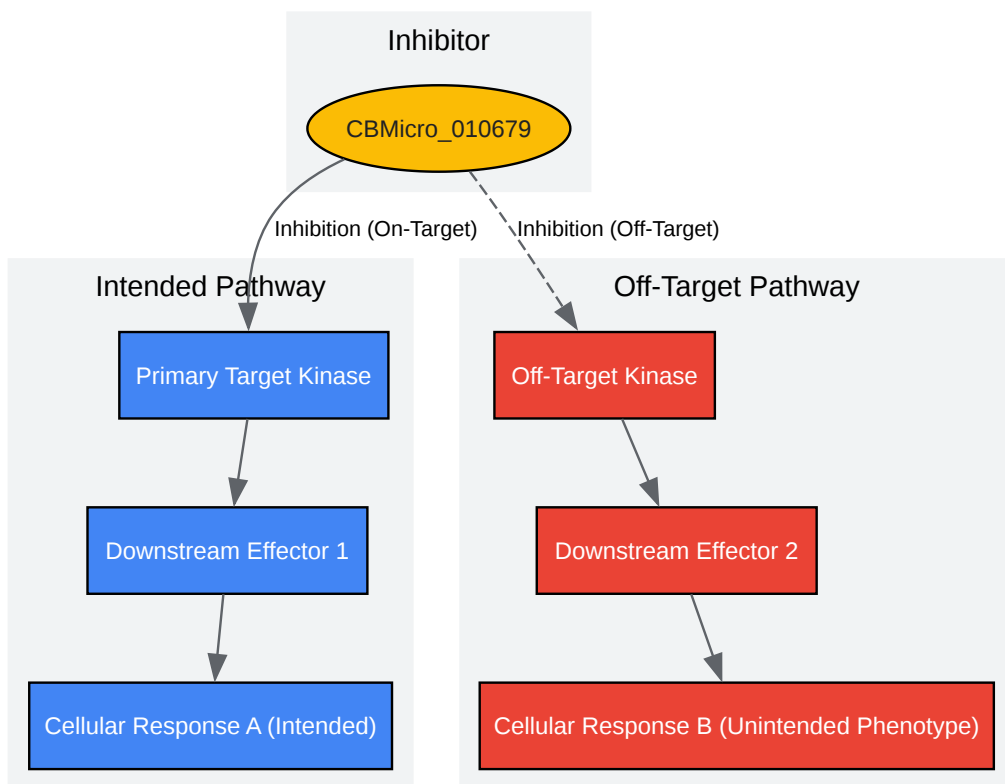 Inhibitor
CBMicro_010679
Inhibition (On-Target)
Inhibition (Off-Target)
Intended Pathway
Off-Target Pathway
Primary Target Kinase
Off-Target Kinase
Downstream Effector 1
Downstream Effector 2
Cellular Response A (Intended)
Cellular Response B (Unintended Phenotype)